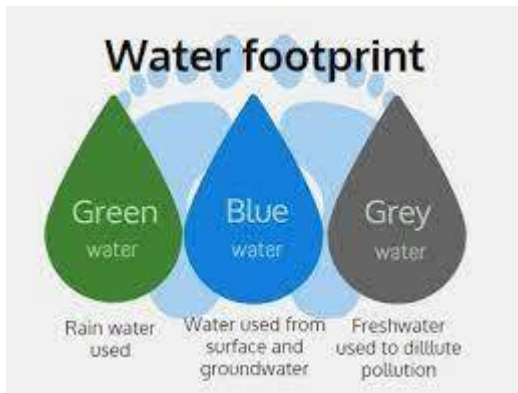 Water footprint
Green
water
Blue
water
Grey
water
Rain water
used
Water used from
surface and
groundwater
Freshwater
used to dilllute
pollution